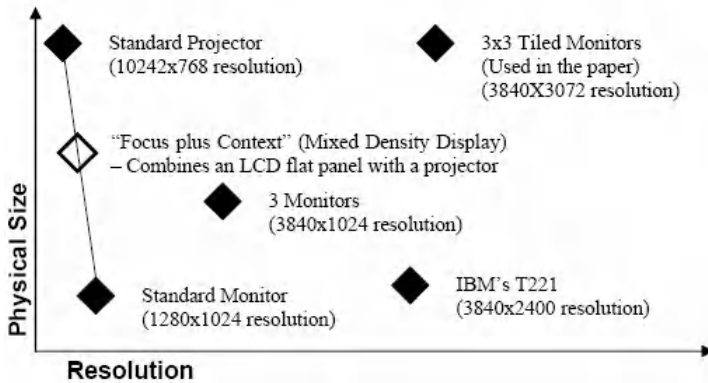 Standard Projector
(10242x768 resolution)
3x3 Tiled Monitors
(Used in the paper)
(3840X3072 resolution)
“Focus plus Context” (Mixed Density Display)
– Combines an LCD flat panel with a projector
3 Monitors
(3840x1024 resolution)
Standard Monitor
(1280x1024 resolution)
IBM’s T221
(3840x2400 resolution)
Physical Size
Resolution